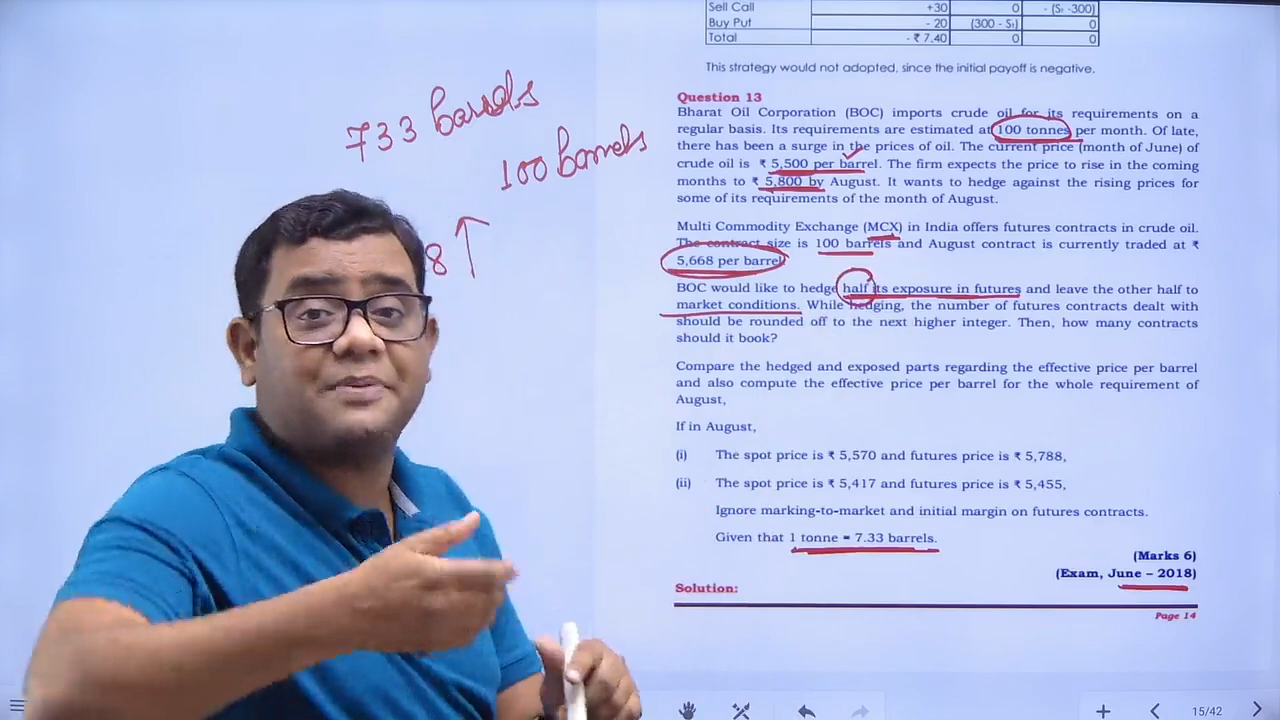 Sell Call +30 0 - (S₁ -300)
Buy Put - 20 (300 - S₁) 0
Total - ₹ 7.40 0 0
This strategy would not adopted, since the initial payoff is negative.
733 barrels
100 barrels
8 ↑
Question 13
Bharat Oil Corporation (BOC) imports crude oil for its requirements on a
regular basis. Its requirements are estimated at 100 tonnes per month. Of late,
there has been a surge in the prices of oil. The current price (month of June) of
crude oil is ₹ 5,500 per barrel. The firm expects the price to rise in the coming
months to ₹ 5,800 by August. It wants to hedge against the rising prices for
some of its requirements of the month of August.
Multi Commodity Exchange (MCX) in India offers futures contracts in crude oil.
The contract size is 100 barrels and August contract is currently traded at ₹
5,668 per barrel
BOC would like to hedge half its exposure in futures and leave the other half to
market conditions. While hedging, the number of futures contracts dealt with
should be rounded off to the next higher integer. Then, how many contracts
should it book?
Compare the hedged and exposed parts regarding the effective price per barrel
and also compute the effective price per barrel for the whole requirement of
August,
If in August,
(i) The spot price is ₹ 5,570 and futures price is ₹ 5,788,
(ii) The spot price is ₹ 5,417 and futures price is ₹ 5,455,
Ignore marking-to-market and initial margin on futures contracts.
Given that 1 tonne = 7.33 barrels.
(Marks 6)
(Exam, June – 2018)
Solution:
Page 14
15/42